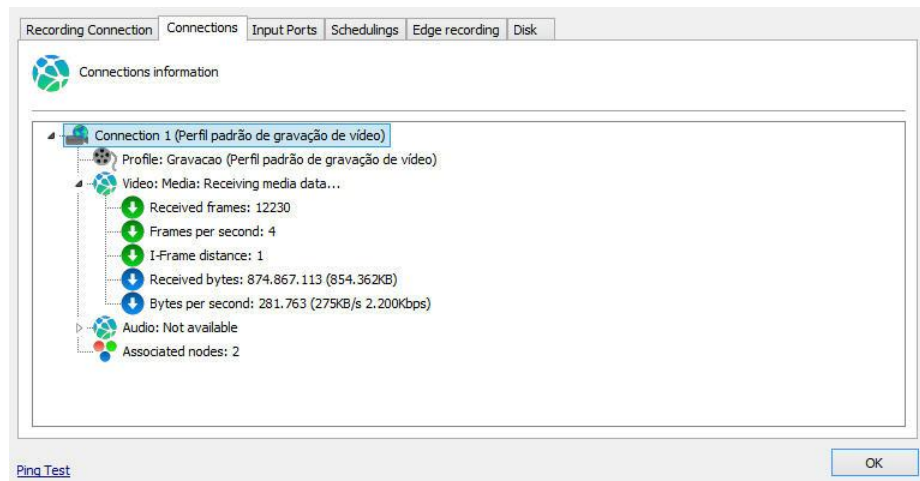 Recording Connection Connections Input Ports Schedulings Edge recording Disk
Connections information
Connection 1 (Perfil padrão de gravação de vídeo)
Profile: Gravacao (Perfil padrão de gravação de vídeo)
Video: Media: Receiving media data...
Received frames: 12230
Frames per second: 4
I-Frame distance: 1
Received bytes: 874.867.113 (854.362KB)
Bytes per second: 281.763 (275KB/s 2.200Kbps)
Audio: Not available
Associated nodes: 2
Ping Test
OK